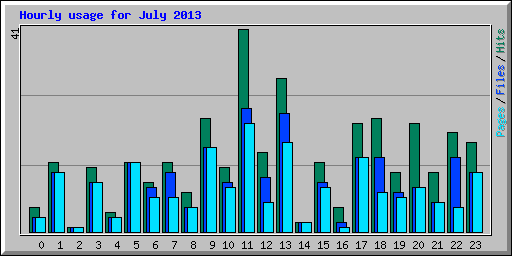 Hourly usage for July 2013
41
Pages/Files/Hits
0 1 2 3 4 5 6 7 8 9 10 11 12 13 14 15 16 17 18 19 20 21 22 23